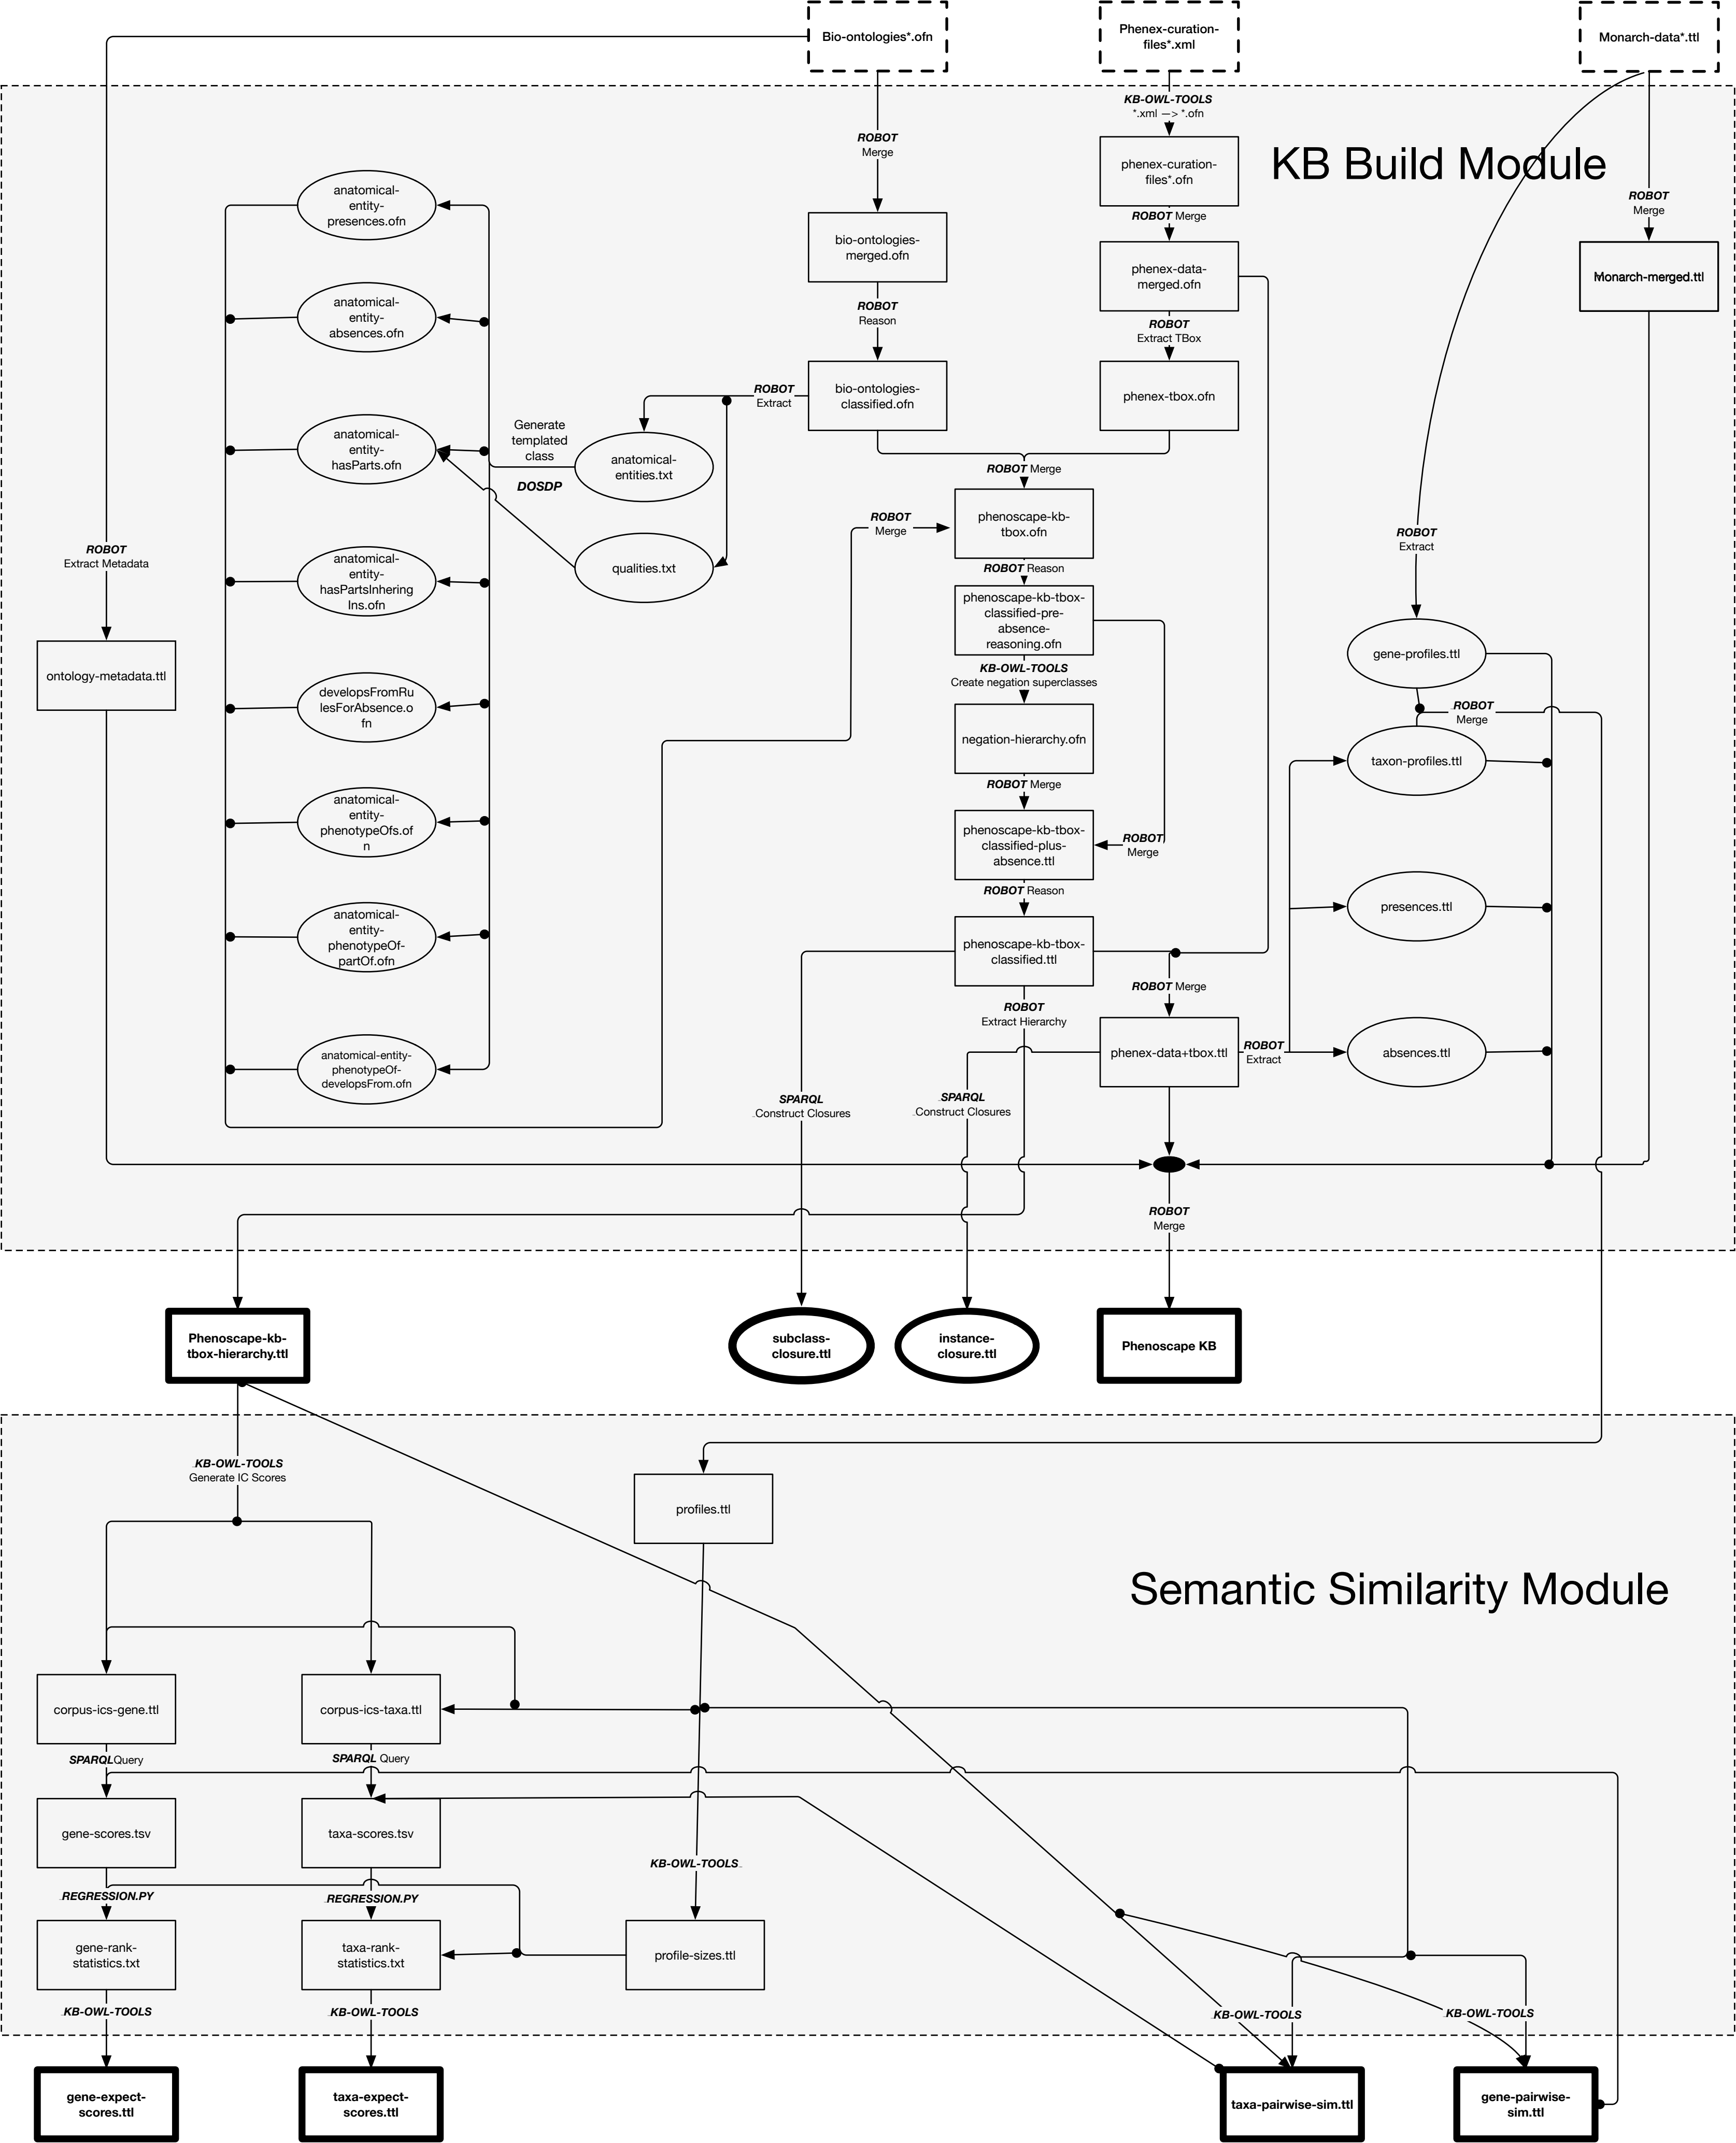 Bio-ontologies*.ofn
Phenex-curation-
files*.xml
Monarch-data*.ttl
KB-OWL-TOOLS
*.xml —> *.ofn
KB Build Module
ROBOT
Merge
phenex-curation-
files*.ofn
ROBOT
Merge
anatomical-
entity-
presences.ofn
ROBOT Merge
bio-ontologies-
merged.ofn
phenex-data-
merged.ofn
Monarch-merged.ttl
anatomical-
entity-
absences.ofn
ROBOT
Reason
ROBOT
Extract TBox
bio-ontologies-
classified.ofn
phenex-tbox.ofn
ROBOT
Extract
Generate
templated
class
DOSDP
anatomical-
entity-
hasParts.ofn
anatomical-
entities.txt
ROBOT Merge
ROBOT
Merge
phenoscape-kb-
tbox.ofn
ROBOT
Extract
ROBOT
Extract Metadata
anatomical-
entity-
hasPartsInhering
Ins.ofn
qualities.txt
ROBOT Reason
phenoscape-kb-tbox-
classified-pre-
absence-
reasoning.ofn
gene-profiles.ttl
ontology-metadata.ttl
KB-OWL-TOOLS
Create negation superclasses
developsFromRu
lesForAbsence.o
fn
ROBOT
Merge
negation-hierarchy.ofn
taxon-profiles.ttl
ROBOT Merge
anatomical-
entity-
phenotypeOfs.of
n
phenoscape-kb-tbox-
classified-plus-
absence.ttl
ROBOT
Merge
ROBOT Reason
presences.ttl
anatomical-
entity-
phenotypeOf-
partOf.ofn
phenoscape-kb-tbox-
classified.ttl
ROBOT Merge
ROBOT
Extract Hierarchy
anatomical-entity-
phenotypeOf-
developsFrom.ofn
phenex-data+tbox.ttl
ROBOT
Extract
absences.ttl
SPARQL
Construct Closures
SPARQL
Construct Closures
ROBOT
Merge
Phenoscape-kb-
tbox-hierarchy.ttl
subclass-
closure.ttl
instance-
closure.ttl
Phenoscape KB
KB-OWL-TOOLS
Generate IC Scores
profiles.ttl
Semantic Similarity Module
corpus-ics-gene.ttl
corpus-ics-taxa.ttl
SPARQLQuery
SPARQL Query
gene-scores.tsv
taxa-scores.tsv
KB-OWL-TOOLS
REGRESSION.PY
REGRESSION.PY
gene-rank-
statistics.txt
taxa-rank-
statistics.txt
profile-sizes.ttl
KB-OWL-TOOLS
KB-OWL-TOOLS
KB-OWL-TOOLS
KB-OWL-TOOLS
gene-expect-
scores.ttl
taxa-expect-
scores.ttl
taxa-pairwise-sim.ttl
gene-pairwise-
sim.ttl